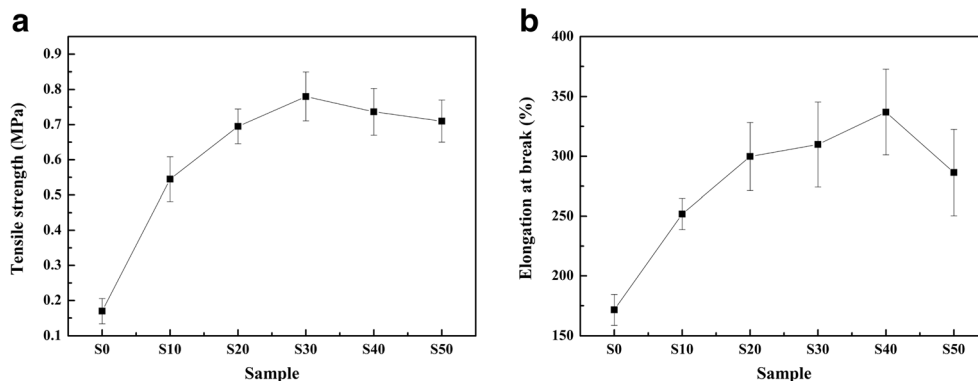 a
Tensile strength (MPa)
0.9
0.8
0.7
0.6
0.5
0.4
0.3
0.2
0.1
S0 S10 S20 S30 S40 S50
Sample
b
Elongation at break (%)
400
350
300
250
200
150
S0 S10 S20 S30 S40 S50
Sample